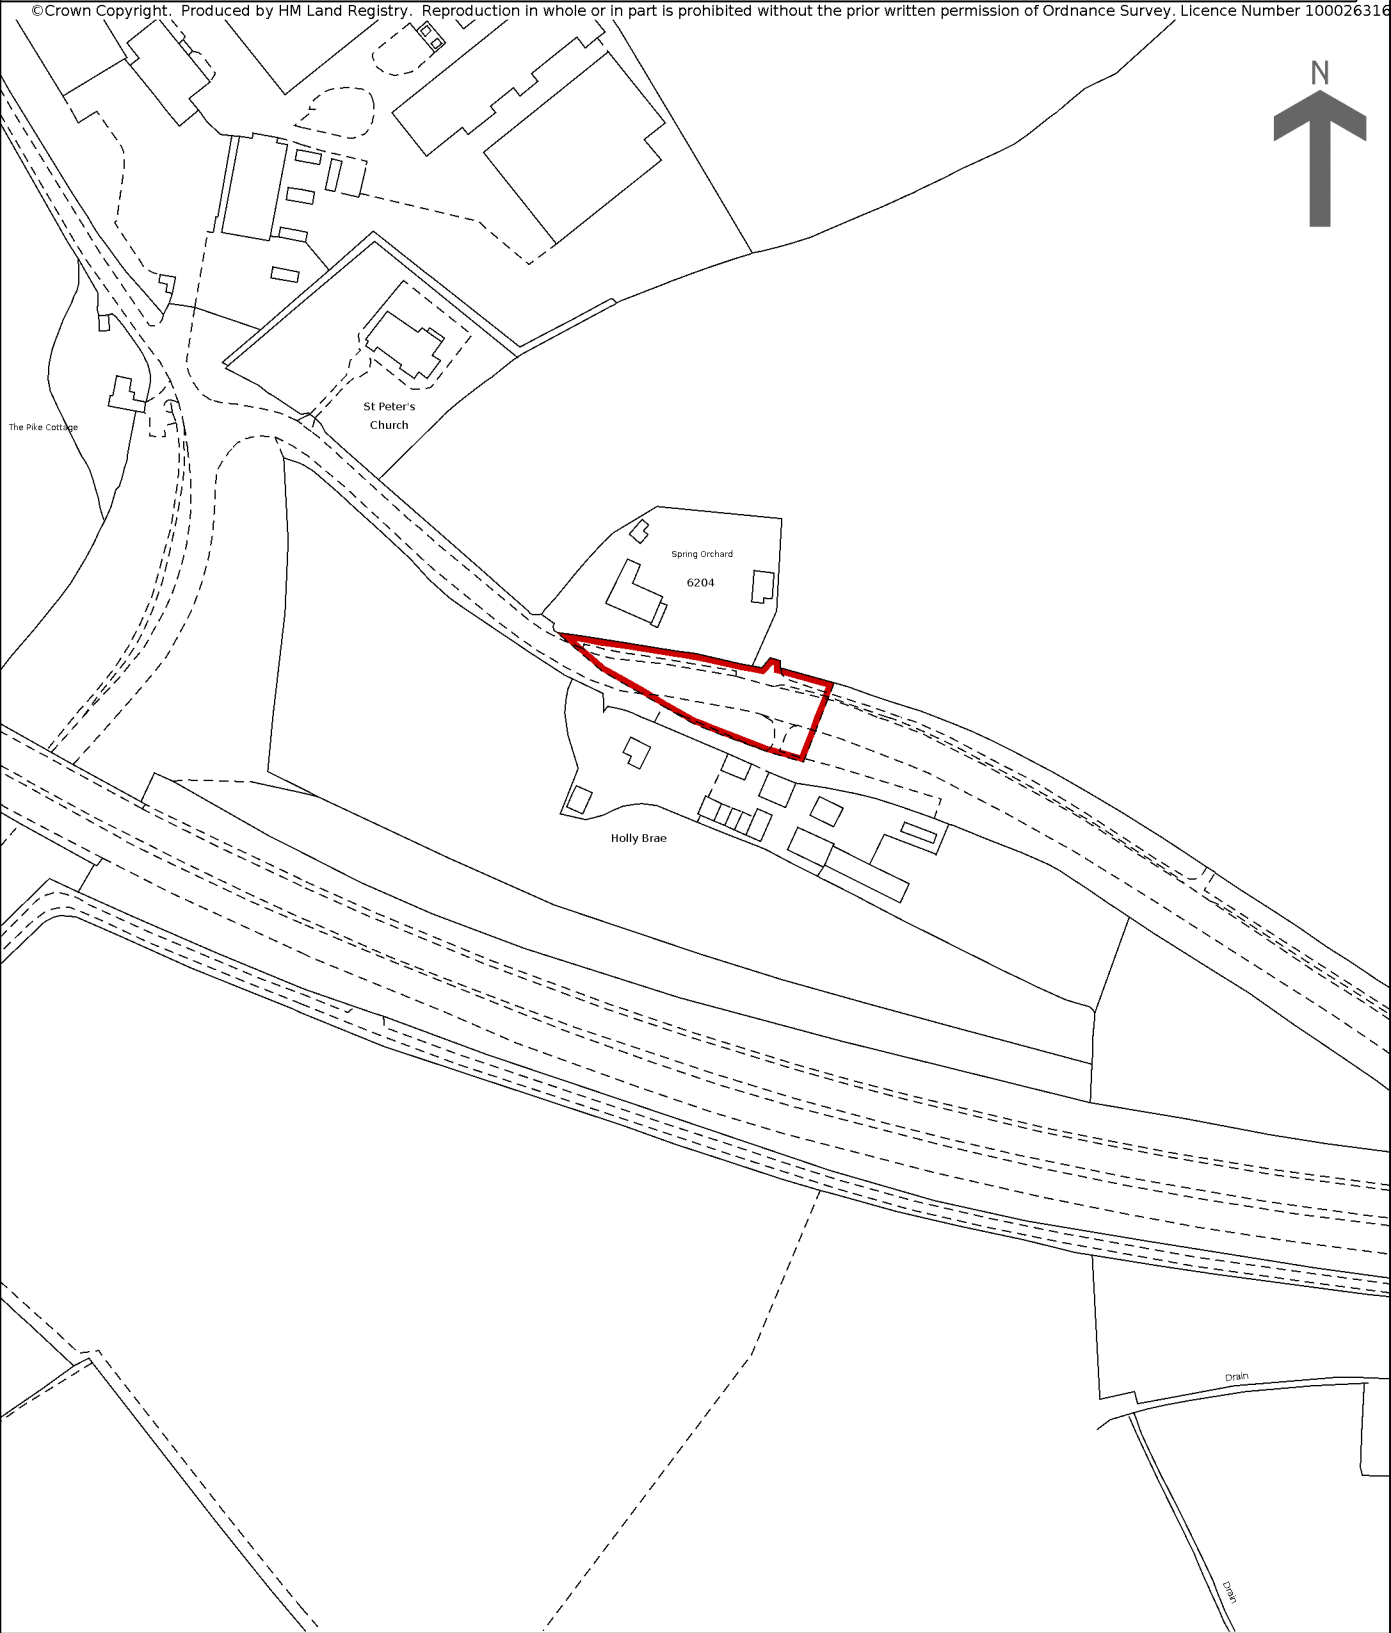 ©Crown Copyright. Produced by HM Land Registry. Reproduction in whole or in part is prohibited without the prior written permission of Ordnance Survey. Licence Number 100026316
N
St Peter's
Church
The Pike Cottage
Spring Orchard
6204
Holly Brae
Drain
Drain